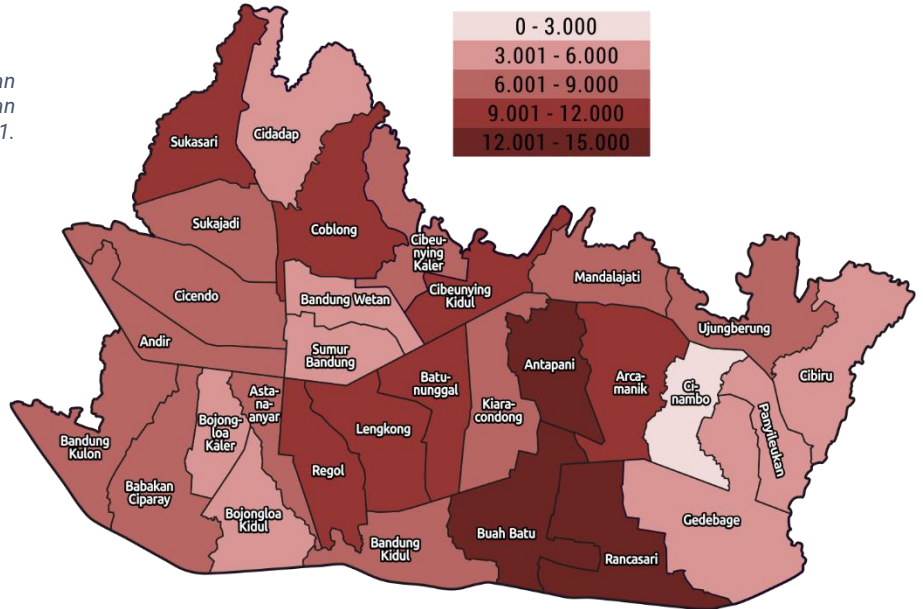 an
an
1.
0 - 3.000
3.001 - 6.000
6.001 - 9.000
9.001 - 12.000
12.001 - 15.000
Sukasari
Cidadap
Sukajadi
Coblong
Cibeu-
nying
Kaler
Cibeunying
Kidul
Mandalajati
Ujungberung
Cicendo
Bandung Wetan
Andir
Sumur
Bandung
Antapani
Arca-
manik
Ci-
nambo
Cibiru
Panyileukan
Bandung
Kulon
Babakan
Ciparay
Bojong-
loa
Kaler
Asta-
na-
anyar
Bojongloa
Kidul
Regol
Lengkong
Batu-
nunggal
Kiara-
condong
Bandung
Kidul
Buah Batu
Rancasari
Gedebage